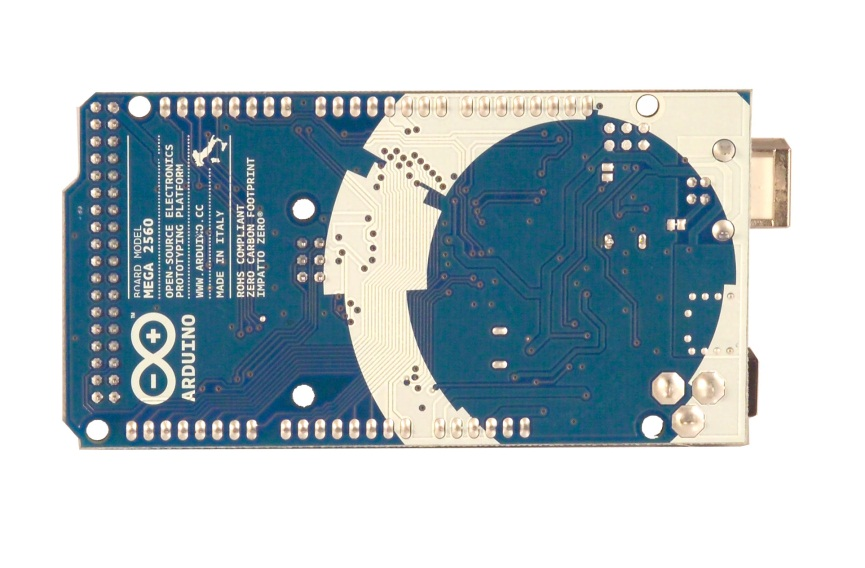 BOARD MODEL
MEGA 2560
OPEN-SOURCE ELECTRONICS
PROTOTYPING PLATFORM
WWW.ARDUINO.CC
MADE IN ITALY
ROHS COMPLIANT
ZERO CARBON FOOTPRINT
IMPATTO ZERO®
™
ARDUINO